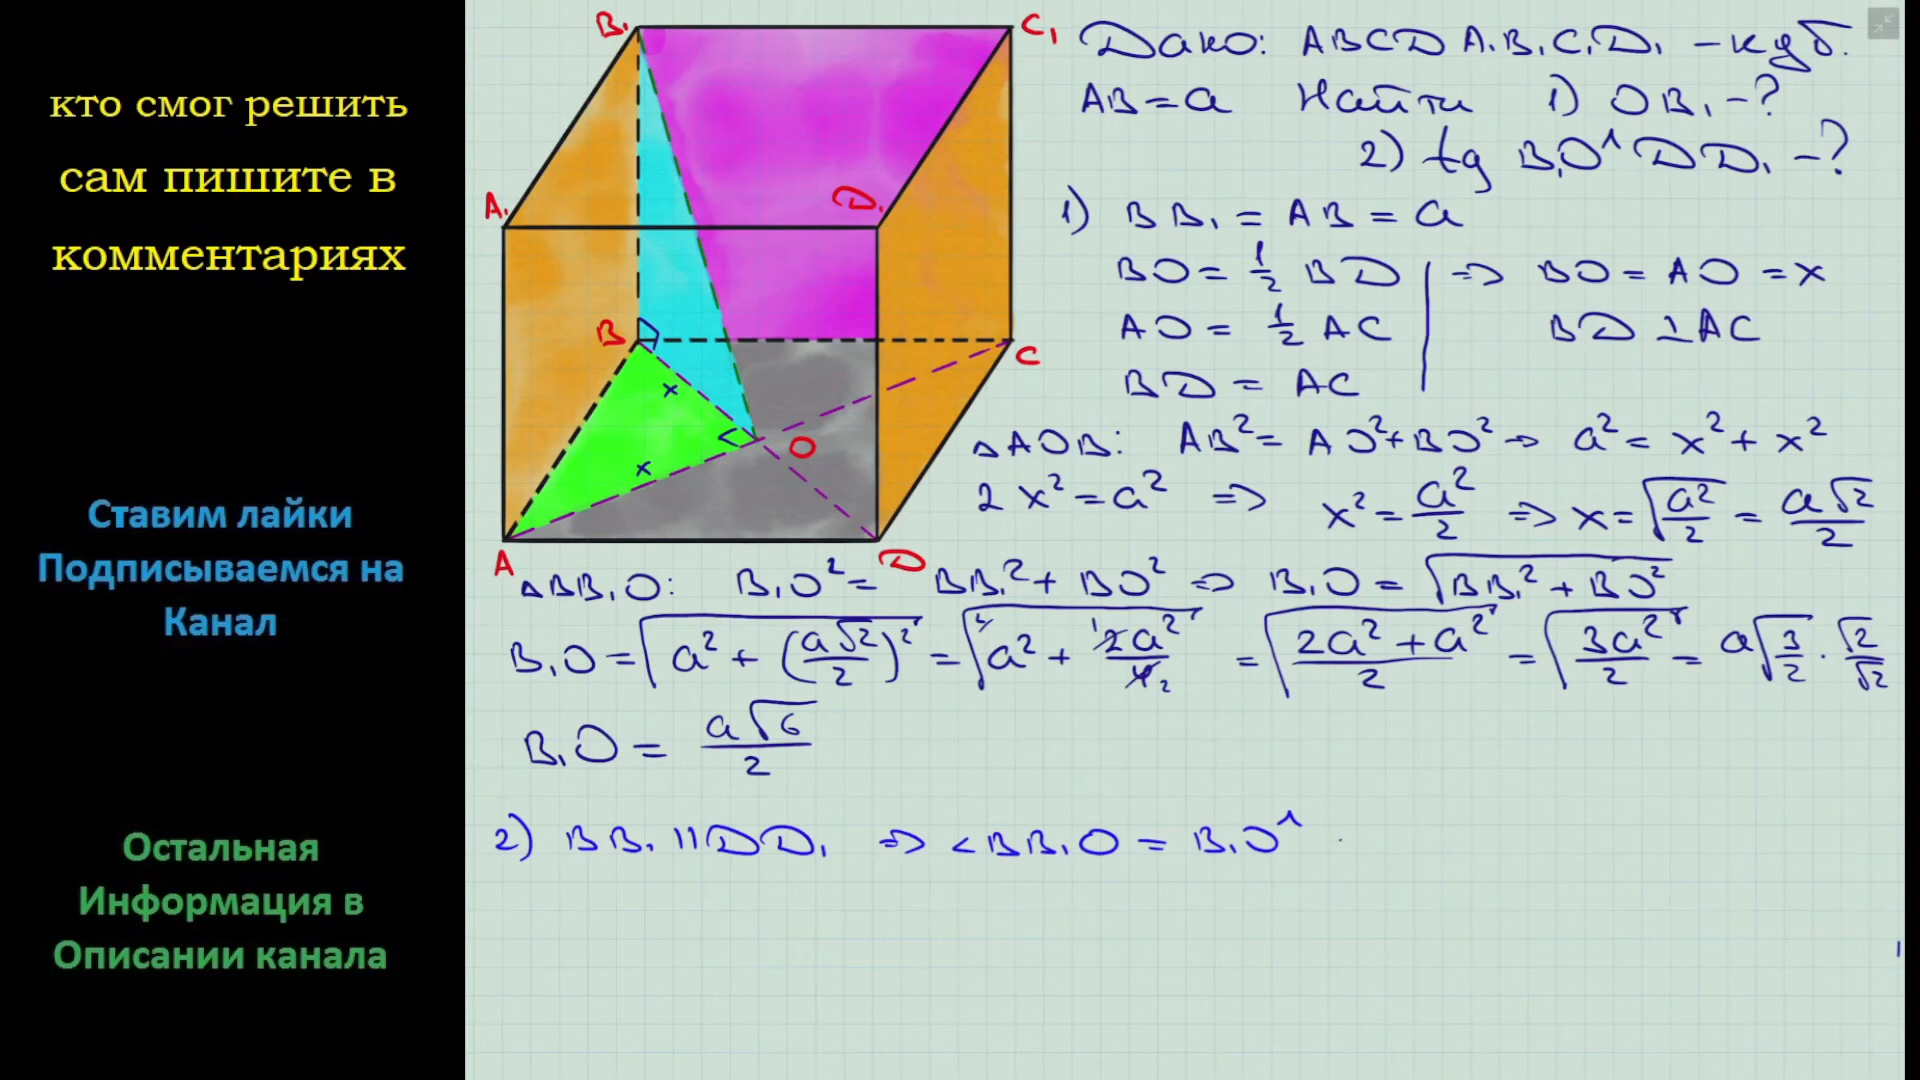 кто смог решить
сам пишите в
комментариях
Ставим лайки
Подписываемся на
Канал
Остальная
Информация в
Описании канала
B₁
C₁
A₁
D₁
B
C
x
x
O
A
D
Дано: ABCDA₁B₁C₁D₁ – куб.
AB = a Найти 1) OB₁ – ?
2) tg B₁O^DD₁ – ?
1) BB₁ = AB = a
BO = 1/2 BD | => BO = AO = x
AO = 1/2 AC | BD ⊥ AC
BD = AC
△AOB: AB² = AO² + BO² => a² = x² + x²
2x² = a² => x² = a²/2 => x = √(a²/2) = a√2/2
△BB₁O: B₁O² = BB₁² + BO² => B₁O = √(BB₁² + BO²)
B₁O = √(a² + (a√2/2)²) = √(²a² + ¹2a²/4₂) = √((2a² + a²)/2) = √(3a²/2) = a√(3/2) · √2/√2
B₁O = a√6/2
2) BB₁ || DD₁ => <BB₁O = B₁O^